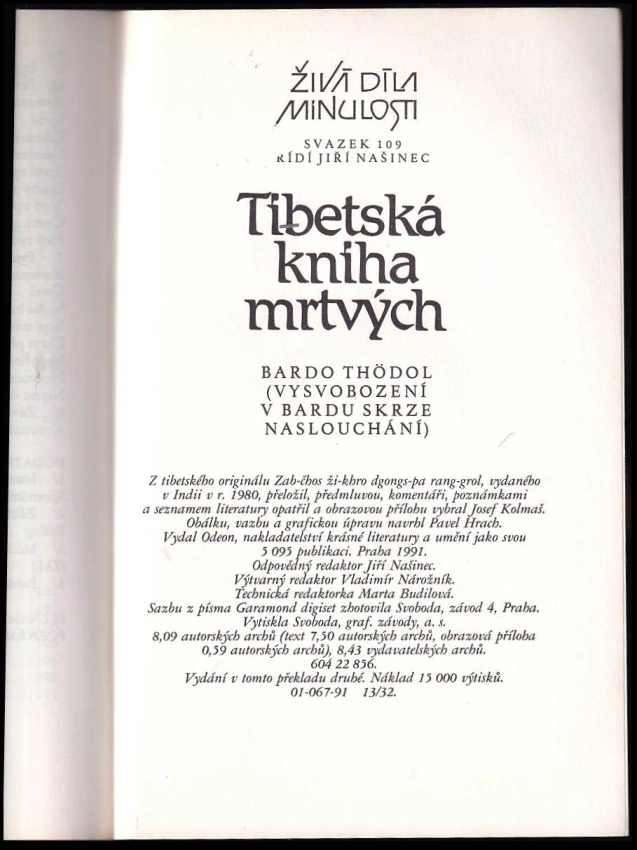 ŽIVÁ DÍLA
MINULOSTI
SVAZEK 109
ŘÍDÍ JIŘÍ NAŠINEC
Tibetská
kniha
mrtvých
BARDO THÖDOL
(VYSVOBOZENÍ
V BARDU SKRZE
NASLOUCHÁNÍ)
Z tibetského originálu Zab-čhos ži-khro dgongs-pa rang-grol, vydaného
v Indii v r. 1980, přeložil, předmluvou, komentáři, poznámkami
a seznamem literatury opatřil a obrazovou přílohu vybral Josef Kolmaš.
Obálku, vazbu a grafickou úpravu navrhl Pavel Hrach.
Vydal Odeon, nakladatelství krásné literatury a umění jako svou
5 095 publikaci. Praha 1991.
Odpovědný redaktor Jiří Našinec.
Výtvarný redaktor Vladimír Nárožník.
Technická redaktorka Marta Budilová.
Sazbu z písma Garamond digiset zhotovila Svoboda, závod 4, Praha.
Vytiskla Svoboda, graf. závody, a. s.
8,09 autorských archů (text 7,50 autorských archů, obrazová příloha
0,59 autorských archů), 8,43 vydavatelských archů.
604 22 856.
Vydání v tomto překladu druhé. Náklad 15 000 výtisků.
01-067-91 13/32.